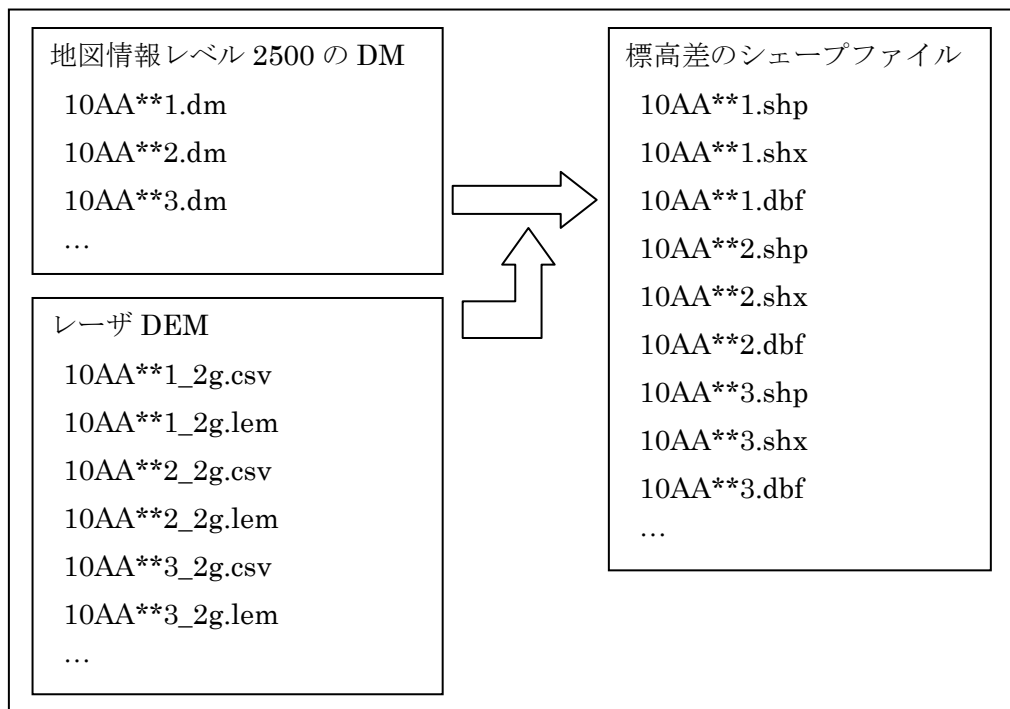 地図情報レベル 2500 の DM
10AA**1.dm
10AA**2.dm
10AA**3.dm
…
レーザ DEM
10AA**1_2g.csv
10AA**1_2g.lem
10AA**2_2g.csv
10AA**2_2g.lem
10AA**3_2g.csv
10AA**3_2g.lem
…
標高差のシェープファイル
10AA**1.shp
10AA**1.shx
10AA**1.dbf
10AA**2.shp
10AA**2.shx
10AA**2.dbf
10AA**3.shp
10AA**3.shx
10AA**3.dbf
…